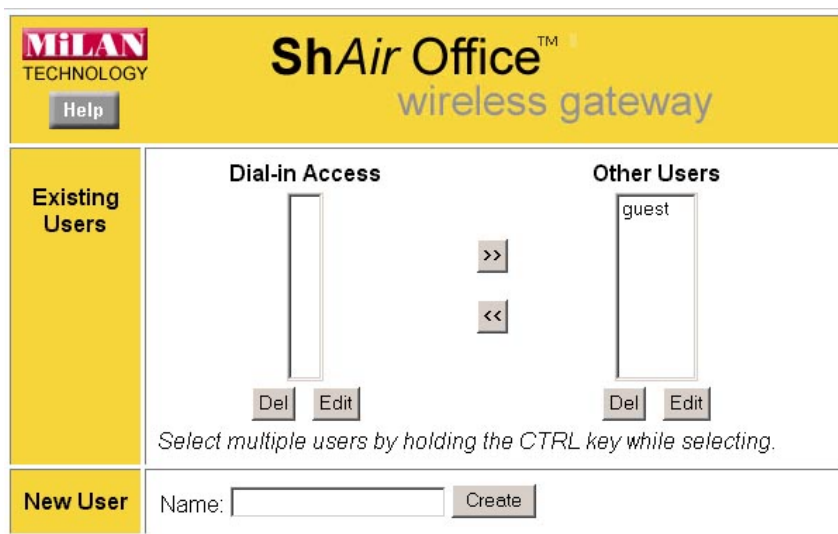 MiLAN
TECHNOLOGY
Help
ShAir Office™
wireless gateway
Existing
Users
Dial-in Access
Other Users
guest
>>
<<
Del
Edit
Del
Edit
Select multiple users by holding the CTRL key while selecting.
New User
Name:
Create